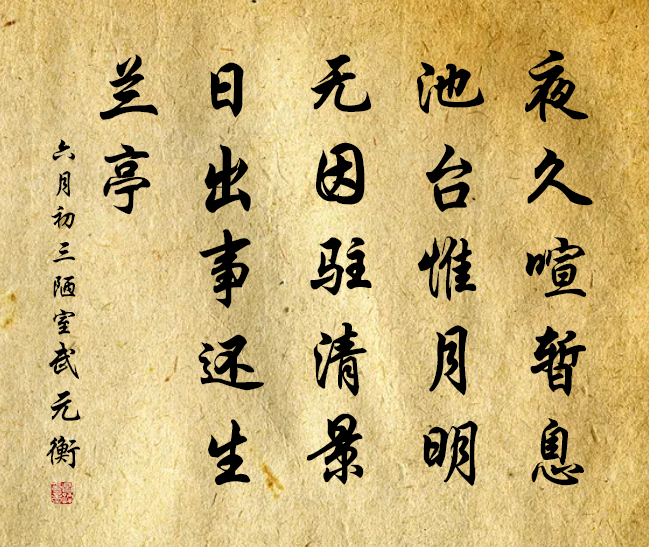 夜久喧暂息
池台惟月明
无因驻清景
日出事还生
兰亭
六月初三陋室武元衡